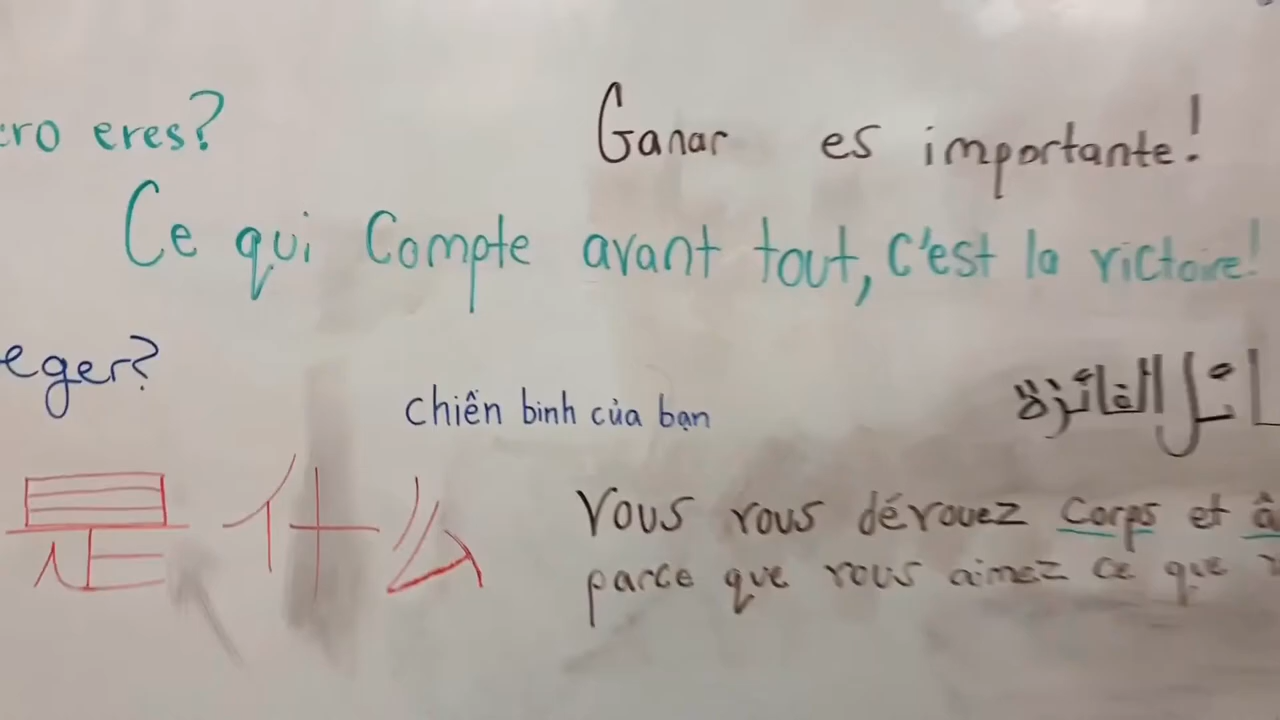 ero eres?
Ganar es importante!
Ce qui Compte avant tout, c'est la victoire!
eger?
chiến binh của bạn
الفائزة
是什么
Vous vous dévouez corps et â
parce que vous aimez ce que v